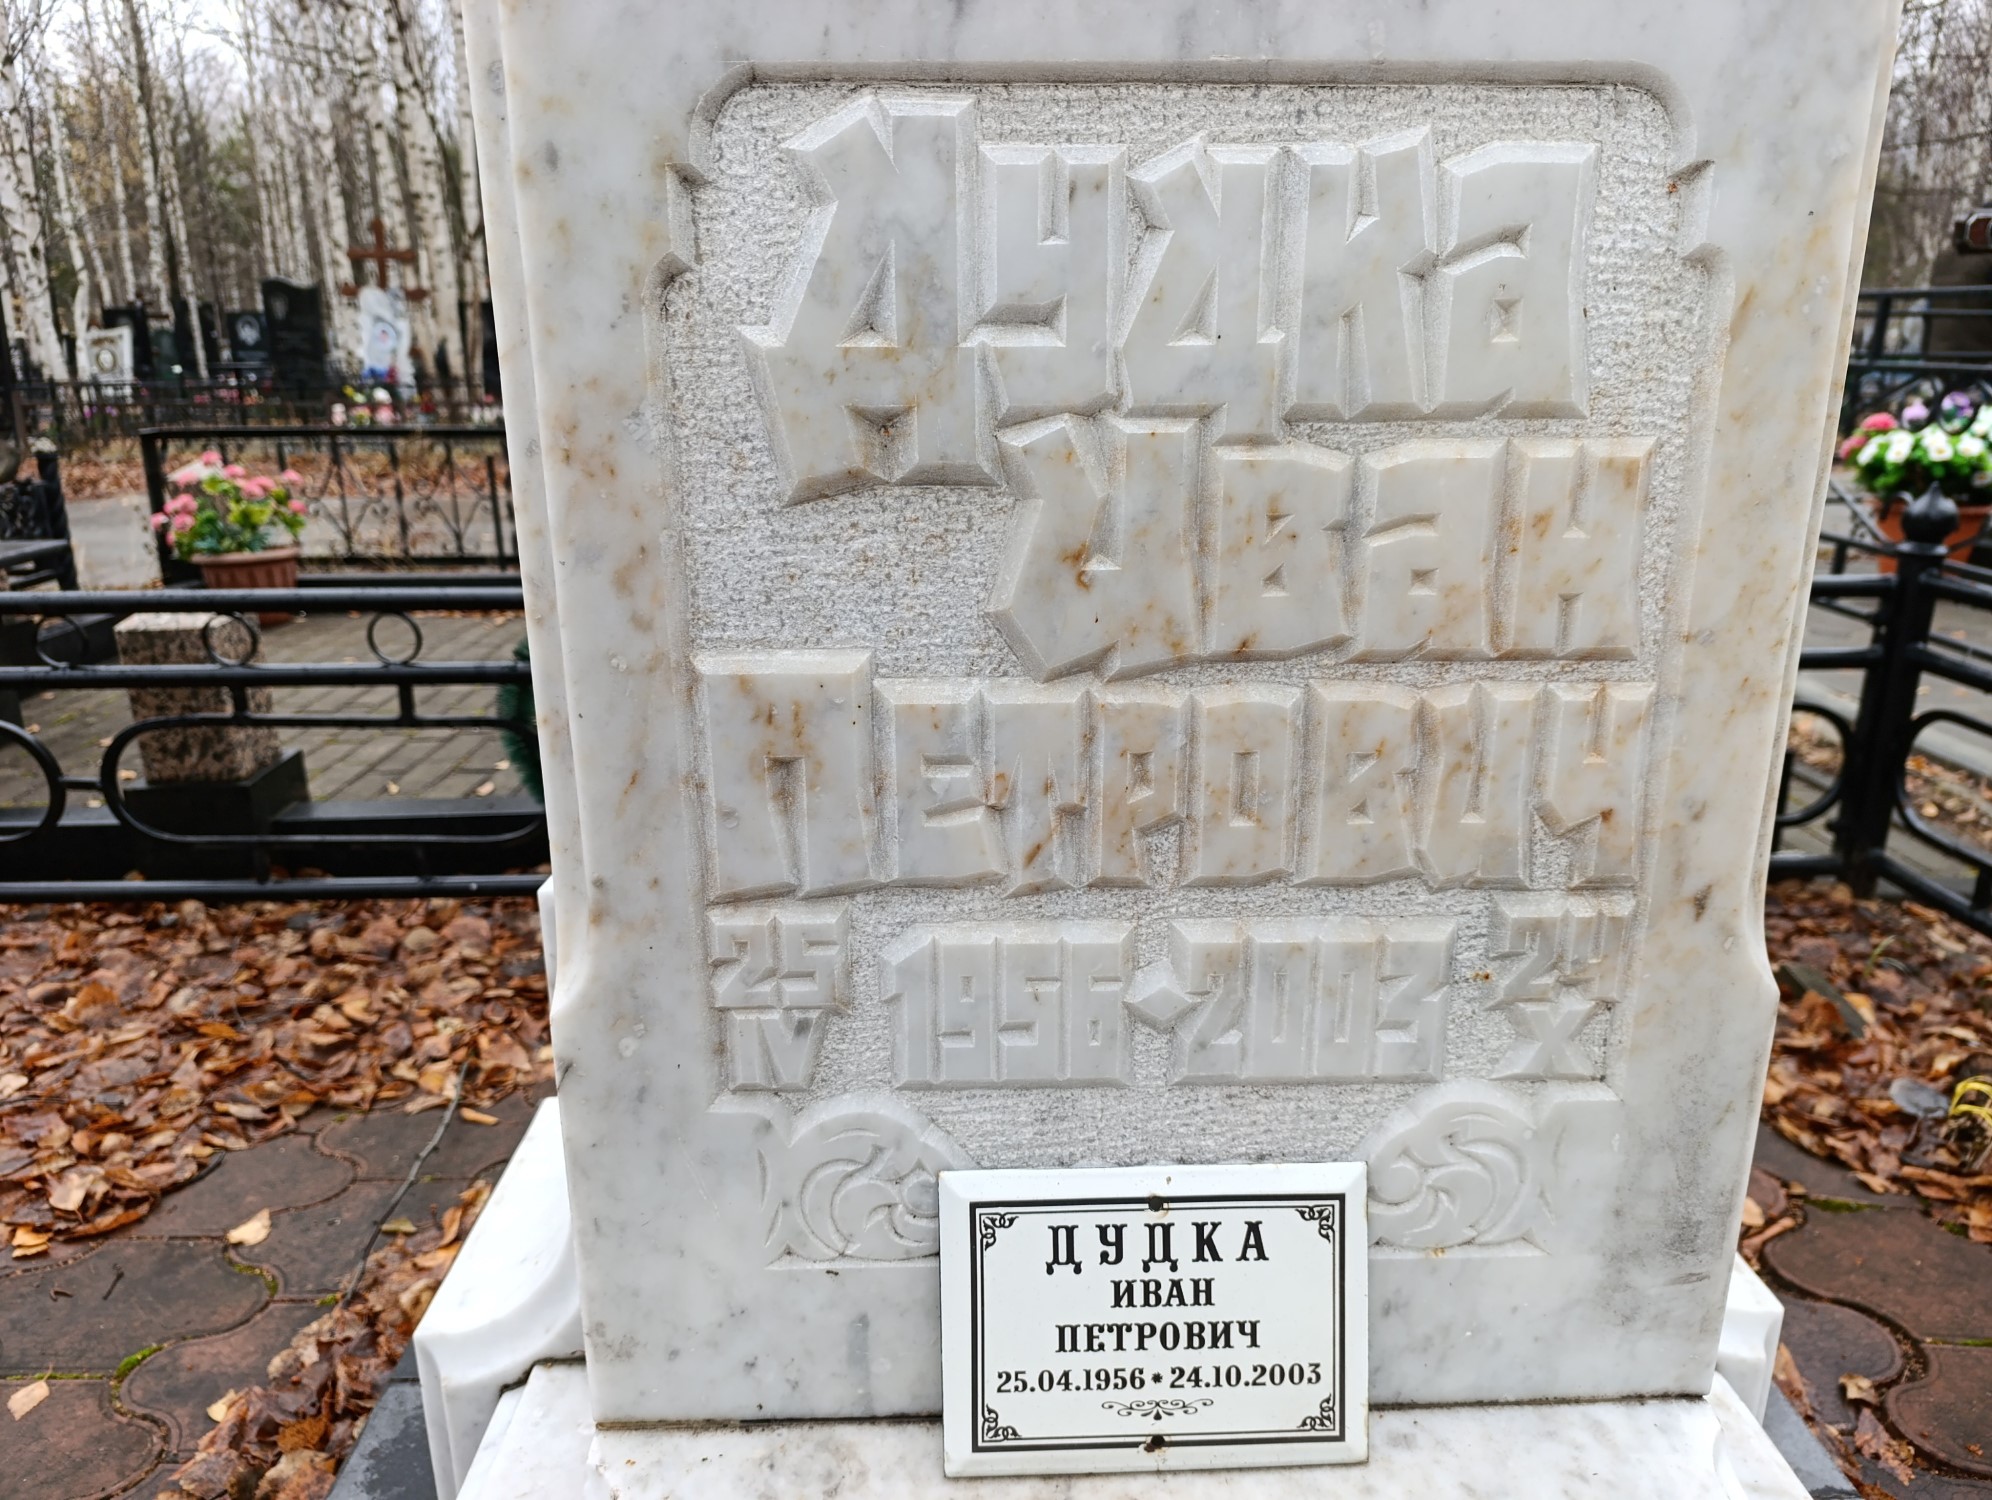 Дудка
Иван
Петрович
25 1956 2003 24
IV X
ДУДКА
ИВАН
ПЕТРОВИЧ
25.04.1956 * 24.10.2003